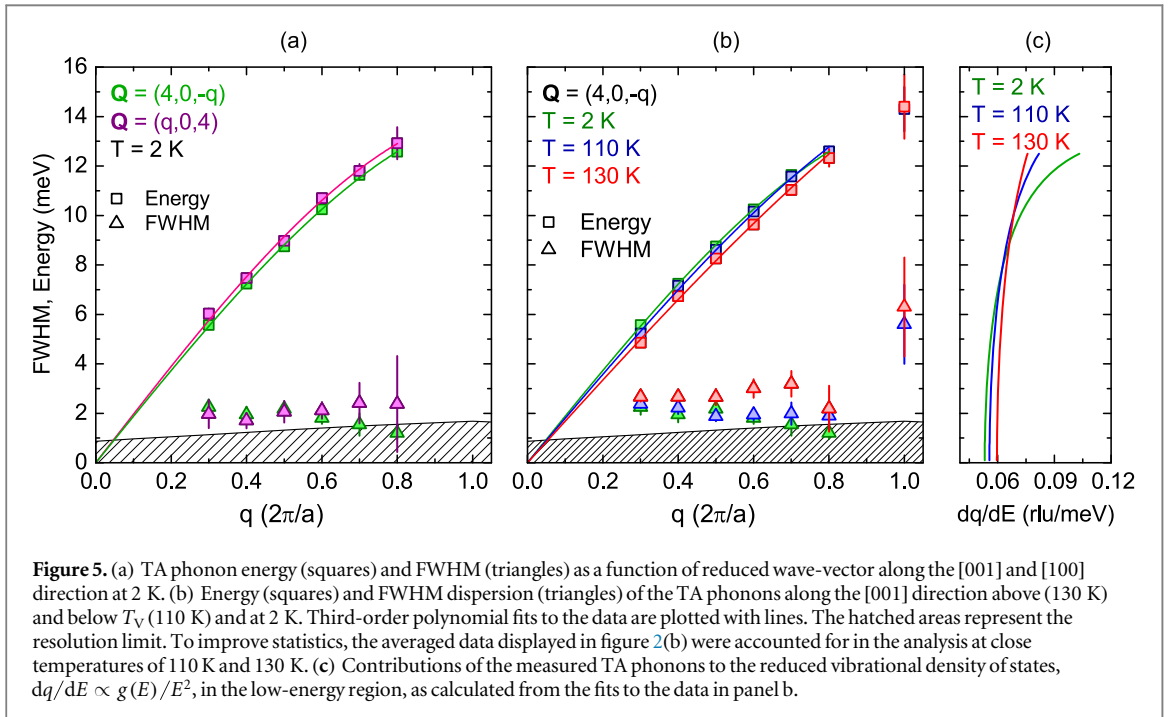 (a)
(b)
(c)
16
14
12
10
8
6
4
2
0
FWHM, Energy (meV)
Q = (4,0,-q)
Q = (q,0,4)
T = 2 K
Energy
FWHM
0.0 0.2 0.4 0.6 0.8 1.0
q (2π/a)
Q = (4,0,-q)
T = 2 K
T = 110 K
T = 130 K
Energy
FWHM
0.0 0.2 0.4 0.6 0.8 1.0
q (2π/a)
T = 2 K
T = 110 K
T = 130 K
0.06 0.09 0.12
dq/dE (rlu/meV)
Figure 5. (a) TA phonon energy (squares) and FWHM (triangles) as a function of reduced wave-vector along the [001] and [100]
direction at 2 K. (b) Energy (squares) and FWHM dispersion (triangles) of the TA phonons along the [001] direction above (130 K)
and below T_V (110 K) and at 2 K. Third-order polynomial fits to the data are plotted with lines. The hatched areas represent the
resolution limit. To improve statistics, the averaged data displayed in figure 2(b) were accounted for in the analysis at close
temperatures of 110 K and 130 K. (c) Contributions of the measured TA phonons to the reduced vibrational density of states,
dq/dE ∝ g(E)/E², in the low-energy region, as calculated from the fits to the data in panel b.